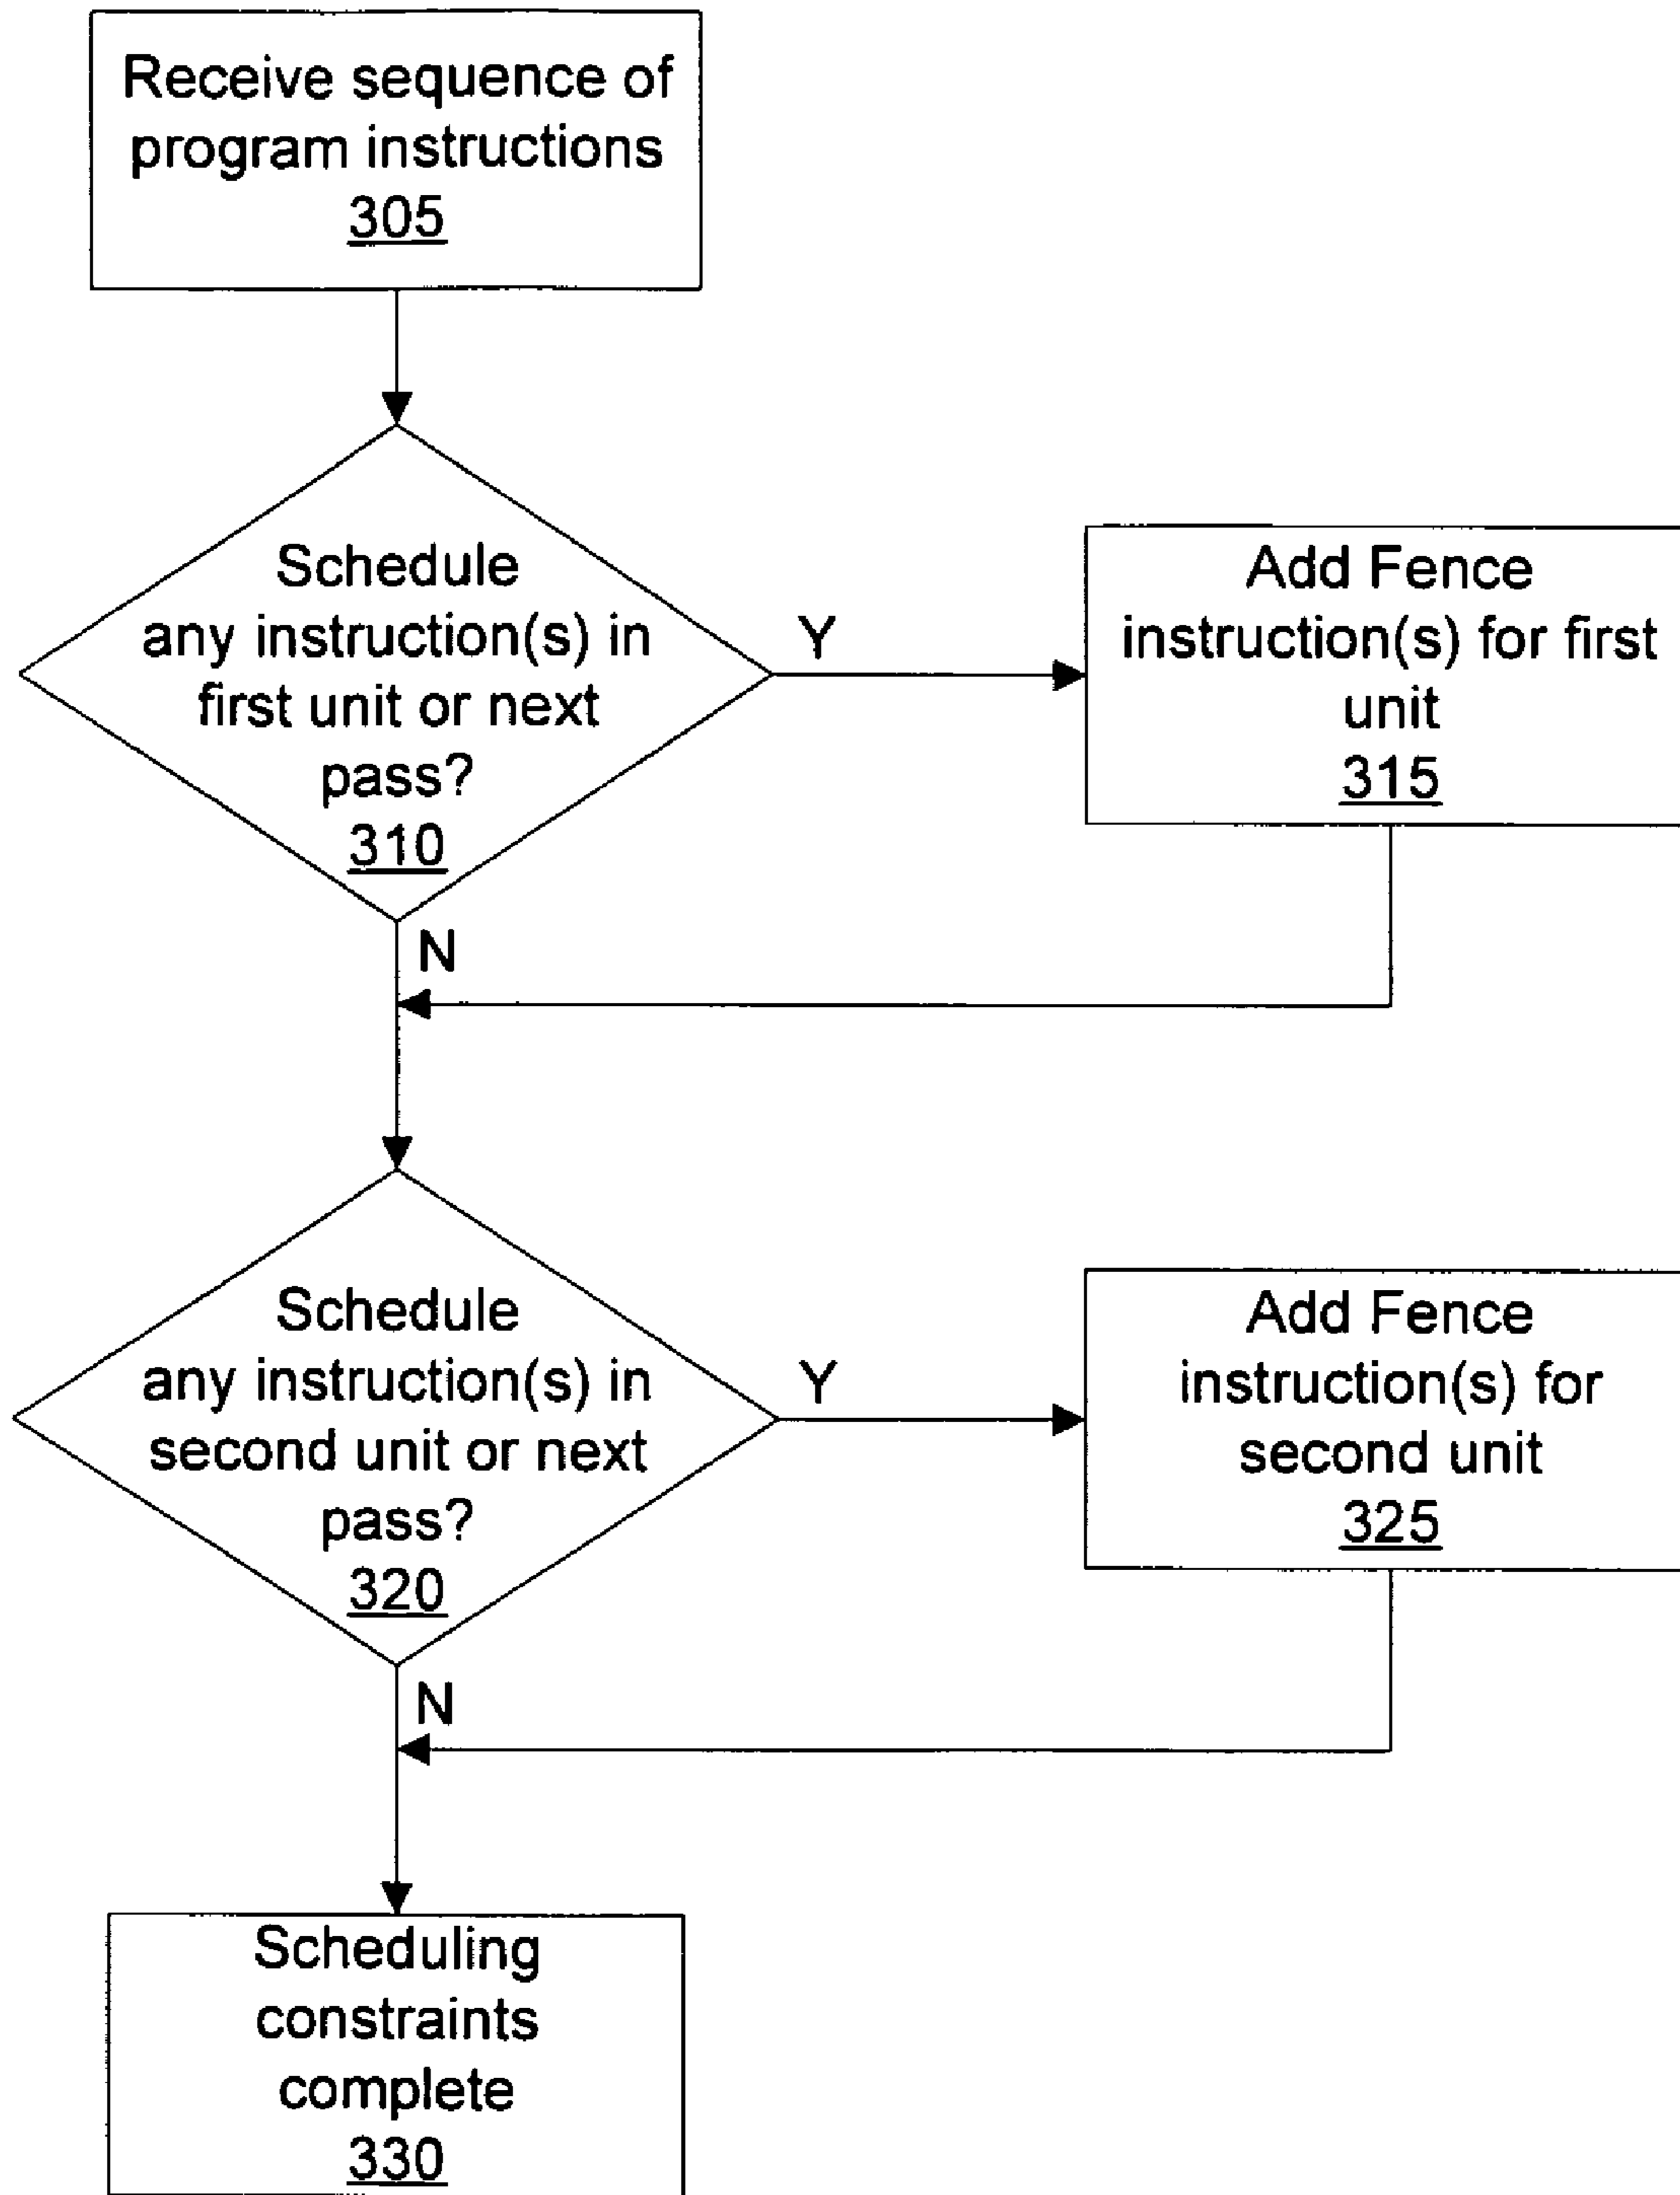 Receive sequence of
program instructions
305
Schedule
any instruction(s) in
first unit or next
pass?
310
Y
Add Fence
instruction(s) for first
unit
315
N
Schedule
any instruction(s) in
second unit or next
pass?
320
Y
Add Fence
instruction(s) for
second unit
325
N
Scheduling
constraints
complete
330